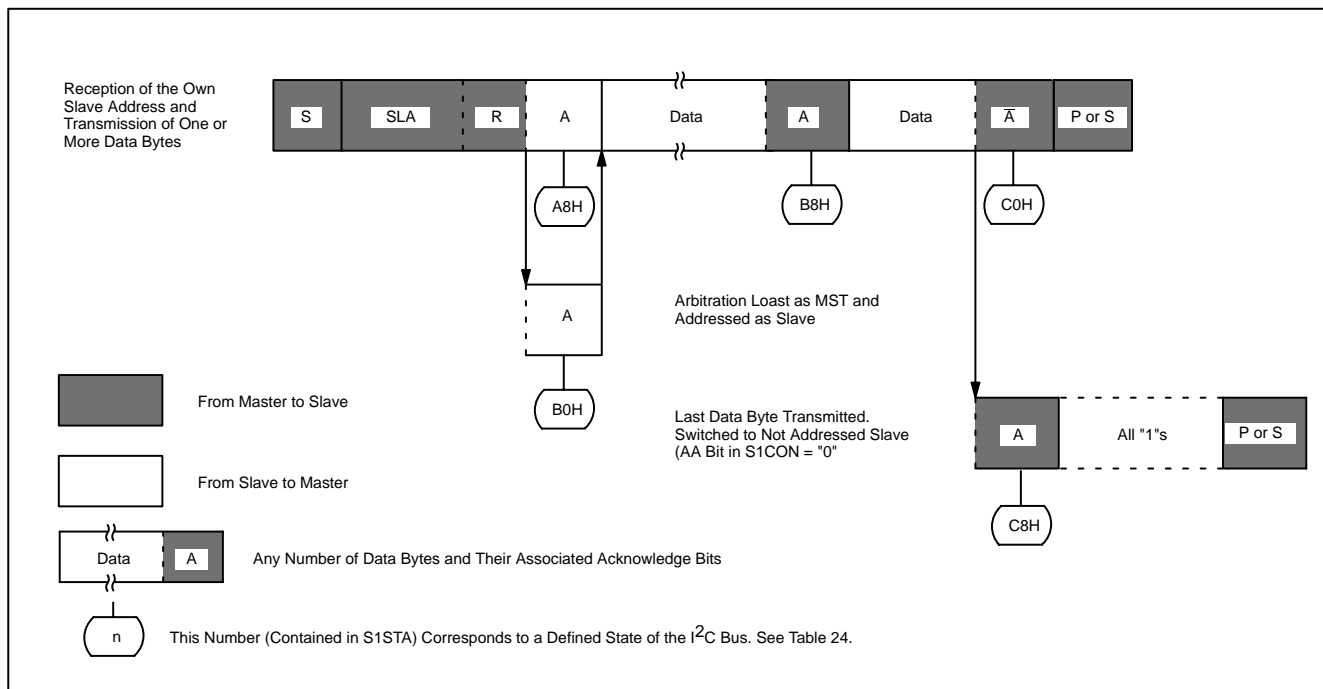 Reception of the Own
Slave Address and
Transmission of One or
More Data Bytes
S SLA R A Data A Data A̅ P or S
A8H B8H C0H
A
Arbitration Loast as MST and
Addressed as Slave
B0H
From Master to Slave
Last Data Byte Transmitted.
Switched to Not Addressed Slave
(AA Bit in S1CON = "0"
A All "1"s P or S
C8H
From Slave to Master
Data A Any Number of Data Bytes and Their Associated Acknowledge Bits
n This Number (Contained in S1STA) Corresponds to a Defined State of the I²C Bus. See Table 24.